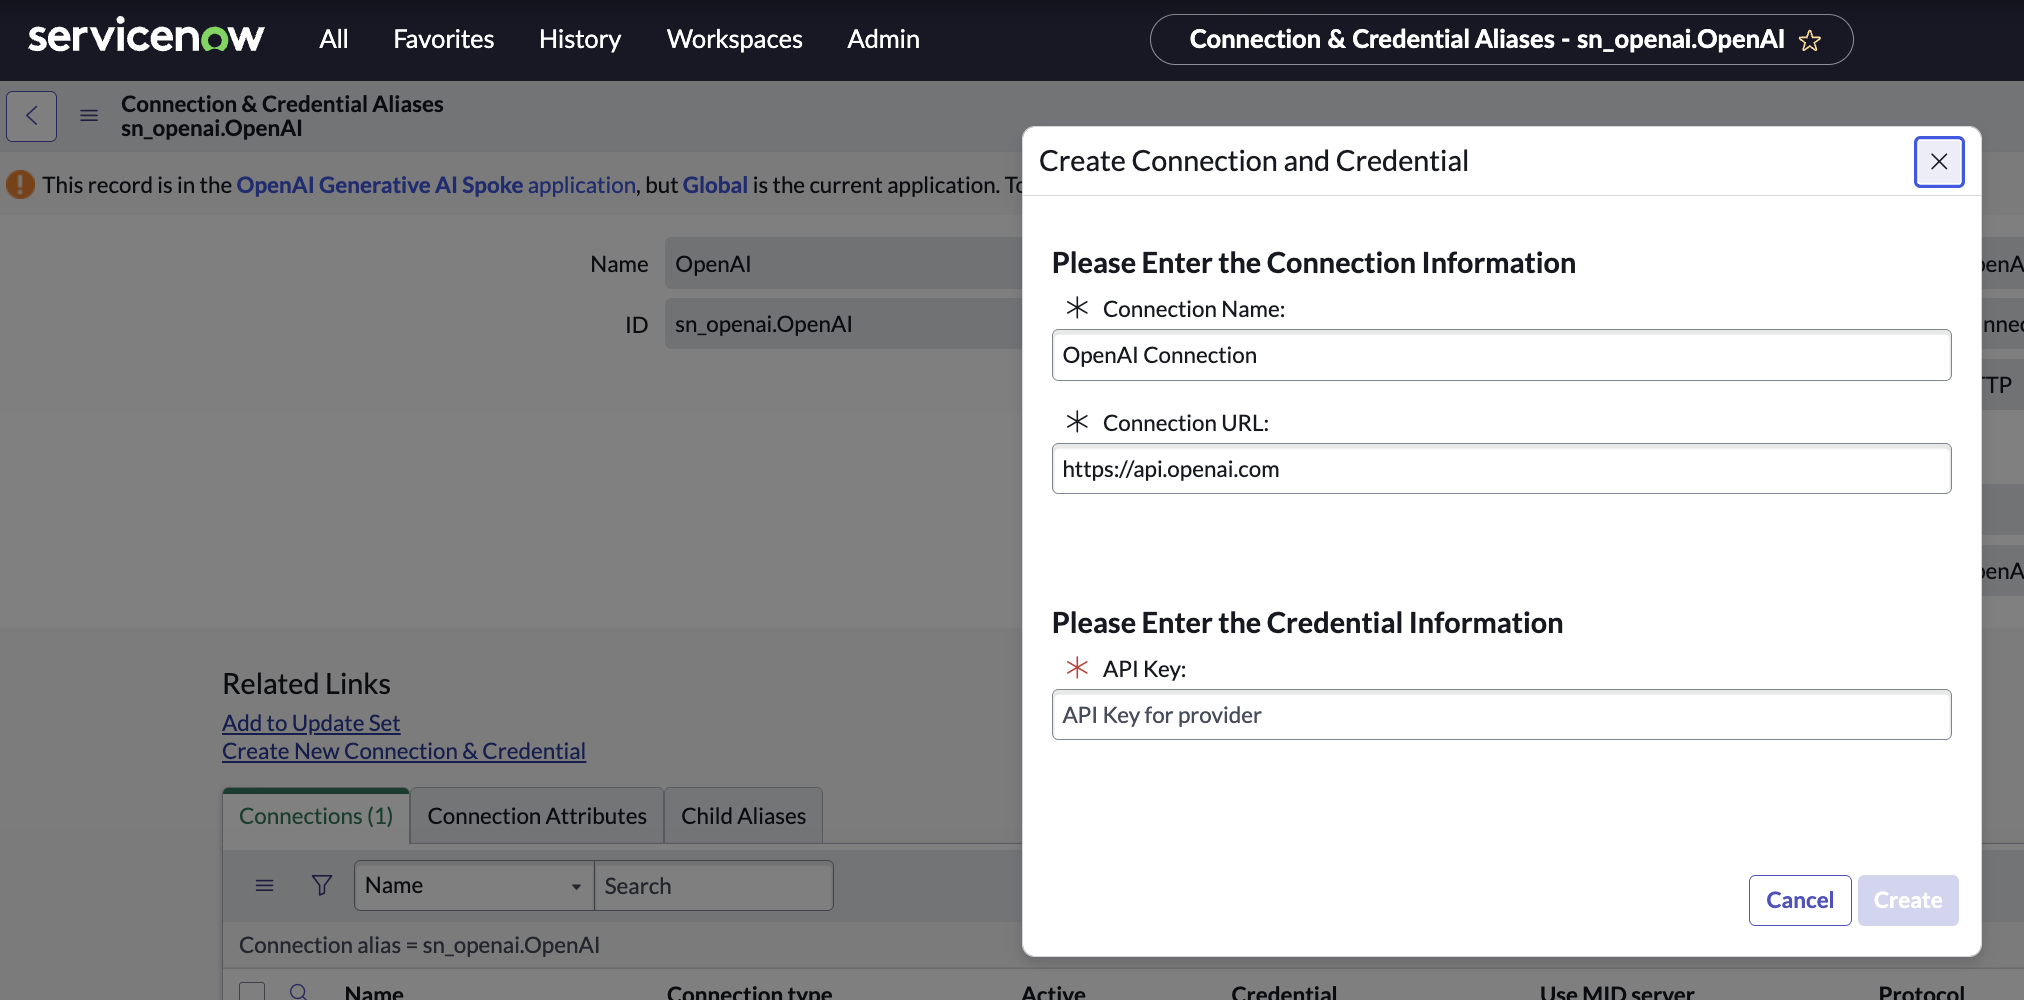 servicenow All Favorites History Workspaces Admin Connection & Credential Aliases - sn_openai.OpenAI
Connection & Credential Aliases
sn_openai.OpenAI
This record is in the OpenAI Generative AI Spoke application, but Global is the current application. To
Name OpenAI
ID sn_openai.OpenAI
Create Connection and Credential
Please Enter the Connection Information
Connection Name:
OpenAI Connection
Connection URL:
https://api.openai.com
Please Enter the Credential Information
API Key:
API Key for provider
Cancel Create
Related Links
Add to Update Set
Create New Connection & Credential
Connections (1) Connection Attributes Child Aliases
Name Search
Connection alias = sn_openai.OpenAI
Name Connection type Active Credential Use MID server Protocol